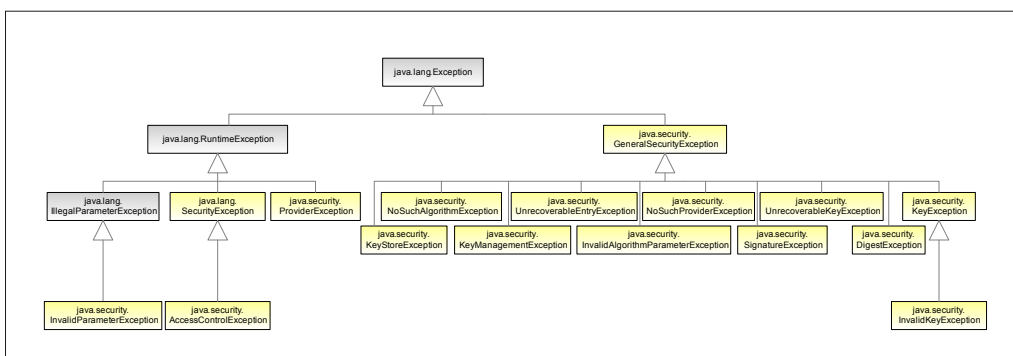 java.lang.Exception
java.lang.RuntimeException
java.security.
GeneralSecurityException
java.lang.
IllegalParameterException
java.lang.
SecurityException
java.security.
ProviderException
java.security.
NoSuchAlgorithmException
java.security.
UnrecoverableEntryException
java.security.
NoSuchProviderException
java.security.
UnrecoverableKeyException
java.security.
KeyException
java.security.
KeyStoreException
java.security.
KeyManagementException
java.security.
InvalidAlgorithmParameterException
java.security.
SignatureException
java.security.
DigestException
java.security.
InvalidParameterException
java.security.
AccessControlException
java.security.
InvalidKeyException